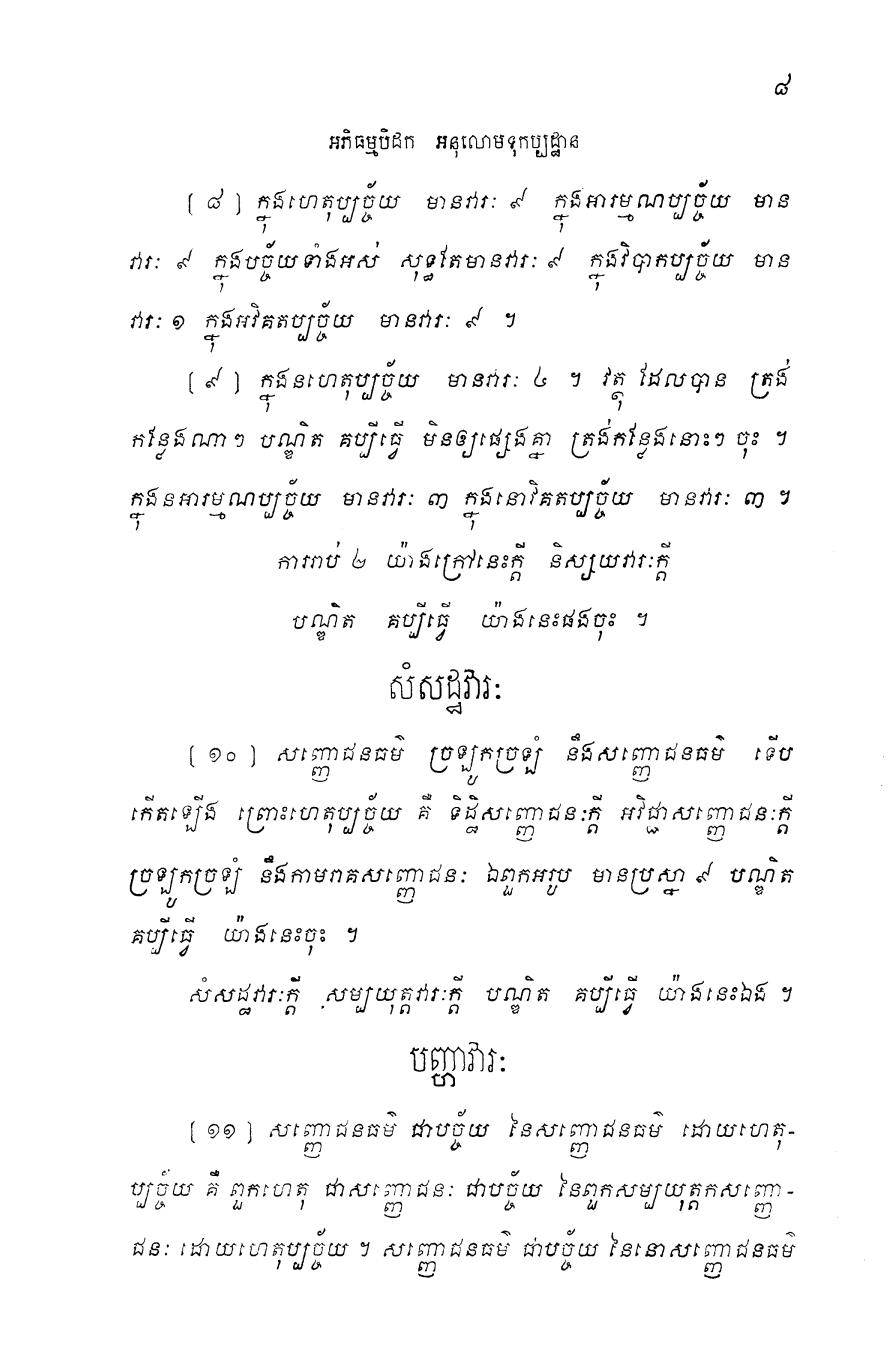 ៨
អភិធម្មបិដក អនុលោមទុកប្បដ្ឋាន
[ ៨ ] ក្នុងហេតុប្បច្ច័យ មានវារៈ ៩ ក្នុងអារម្មណប្បច្ច័យ មាន
វារៈ ៩ ក្នុងបច្ច័យទាំងអស់ សុទ្ធតែមានវារៈ ៩ ក្នុងវិបាកប្បច្ច័យ មាន
វារៈ ១ ក្នុងអវិគតប្បច្ច័យ មានវារៈ ៩ ។
[ ៩ ] ក្នុងនហេតុប្បច្ច័យ មានវារៈ ៤ ។ វត្ថុ ដែលបាន ត្រង់
កន្លែងណាៗ បណ្ឌិត គប្បីធ្វើ មិនឲ្យផ្សេងគ្នា ត្រង់កន្លែងនោះៗ ចុះ ។
ក្នុងនអារម្មណប្បច្ច័យ មានវារៈ ៣ ក្នុងនោវិគតប្បច្ច័យ មានវារៈ ៣ ។
ការរាប់ ២ យ៉ាងក្រៅនេះក្តី និស្សយវារៈក្តី
បណ្ឌិត គប្បីធ្វើ យ៉ាងនេះផងចុះ ។
សំសដ្ឋវារៈ
[ ១០ ] សញ្ញោជនធម៌ ច្រឡូកច្រឡំ នឹងសញ្ញោជនធម៌ ទើប
កើតឡើង ព្រោះហេតុប្បច្ច័យ គឺ ទិដ្ឋិសញ្ញោជនៈក្តី អវិជ្ជាសញ្ញោជនៈក្តី
ច្រឡូកច្រឡំ នឹងកាមរាគសញ្ញោជនៈ ឯពួកអរូប មានប្រស្នា ៩ បណ្ឌិត
គប្បីធ្វើ យ៉ាងនេះចុះ ។
សំសដ្ឋវារៈក្តី សម្បយុត្តវារៈក្តី បណ្ឌិត គប្បីធ្វើ យ៉ាងនេះឯង ។
បញ្ហាវារៈ
[ ១១ ] សញ្ញោជនធម៌ ជាបច្ច័យ នៃសញ្ញោជនធម៌ ដោយហេតុ-
ប្បច្ច័យ គឺ ពួកហេតុ ជាសញ្ញោជនៈ ជាបច្ច័យ នៃពួកសម្បយុត្តកសញ្ញោ-
ជនៈ ដោយហេតុប្បច្ច័យ ។ សញ្ញោជនធម៌ ជាបច្ច័យ នៃនោសញ្ញោជនធម៌